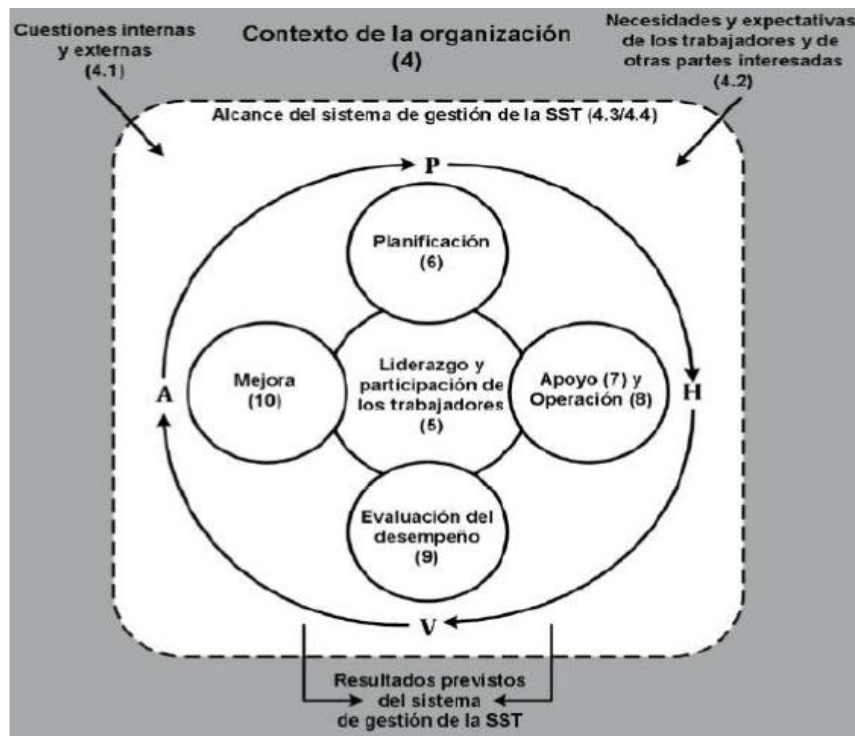 Cuestiones internas
y externas
(4.1)
Contexto de la organización
(4)
Necesidades y expectativas
de los trabajadores y de
otras partes interesadas
(4.2)
Alcance del sistema de gestión de la SST (4.3/4.4)
P
Planificación
(6)
A
Mejora
(10)
Liderazgo y
participación de
los trabajadores
(5)
Apoyo (7) y
Operación (8)
H
Evaluación del
desempeño
(9)
V
Resultados previstos
del sistema
de gestión de la SST